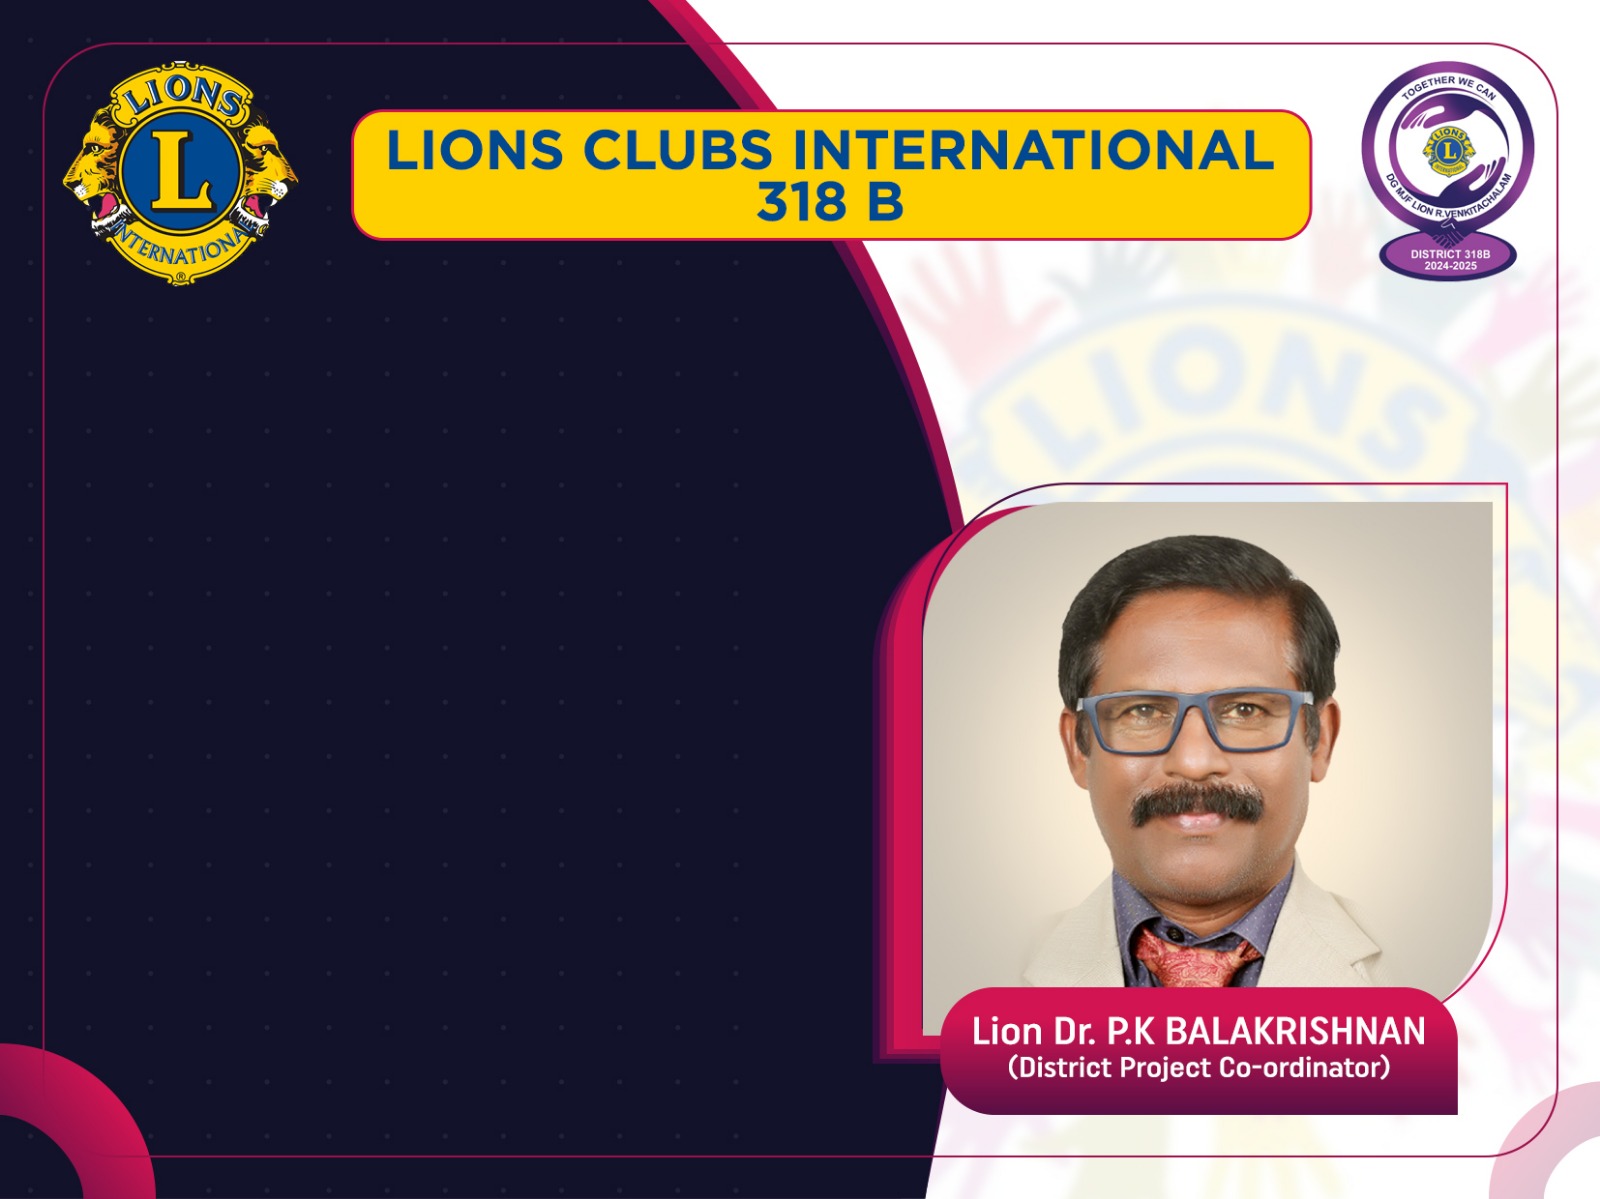 LIONS
L
INTERNATIONAL
®
LIONS CLUBS INTERNATIONAL
318 B
TOGETHER WE CAN
LIONS
L
INTERNATIONAL
DG MJF LION R.VENKITACHALAM
DISTRICT 318B
2024-2025
LIONS
Lion Dr. P.K BALAKRISHNAN
(District Project Co-ordinator)